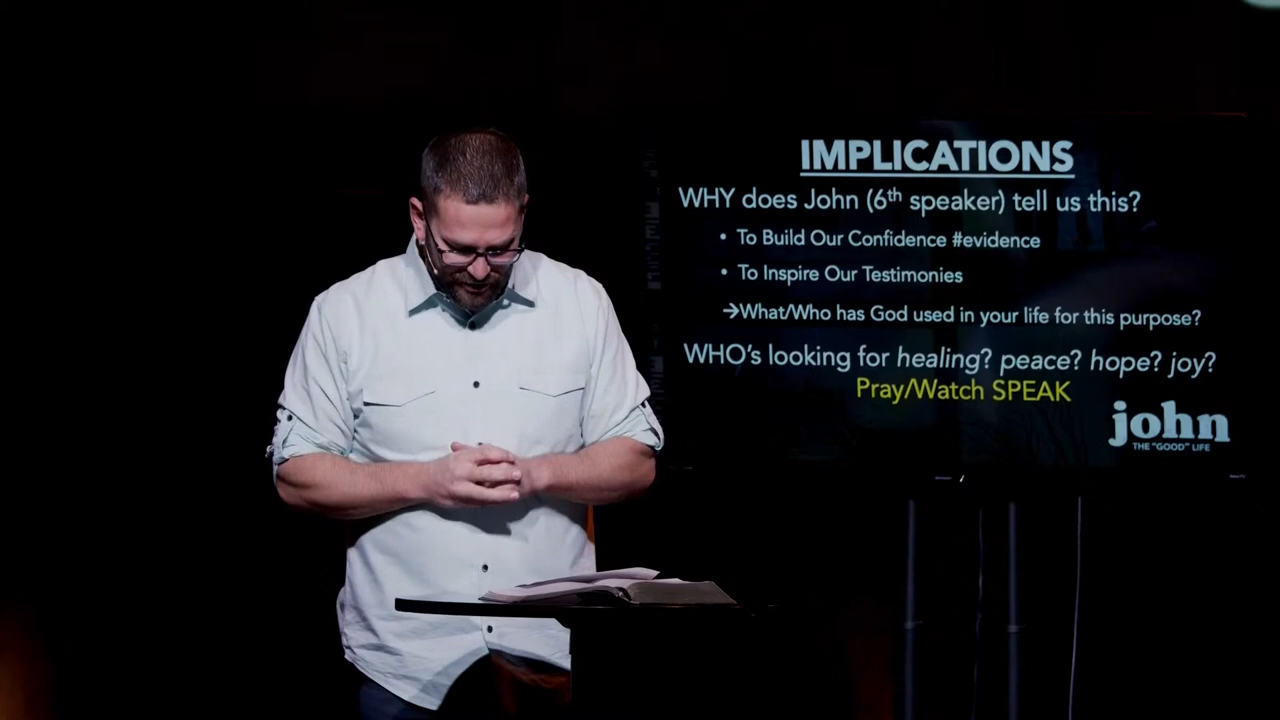 IMPLICATIONS
WHY does John (6th speaker) tell us this?
• To Build Our Confidence #evidence
• To Inspire Our Testimonies
→What/Who has God used in your life for this purpose?
WHO's looking for healing? peace? hope? joy?
Pray/Watch SPEAK
john
THE "GOOD" LIFE